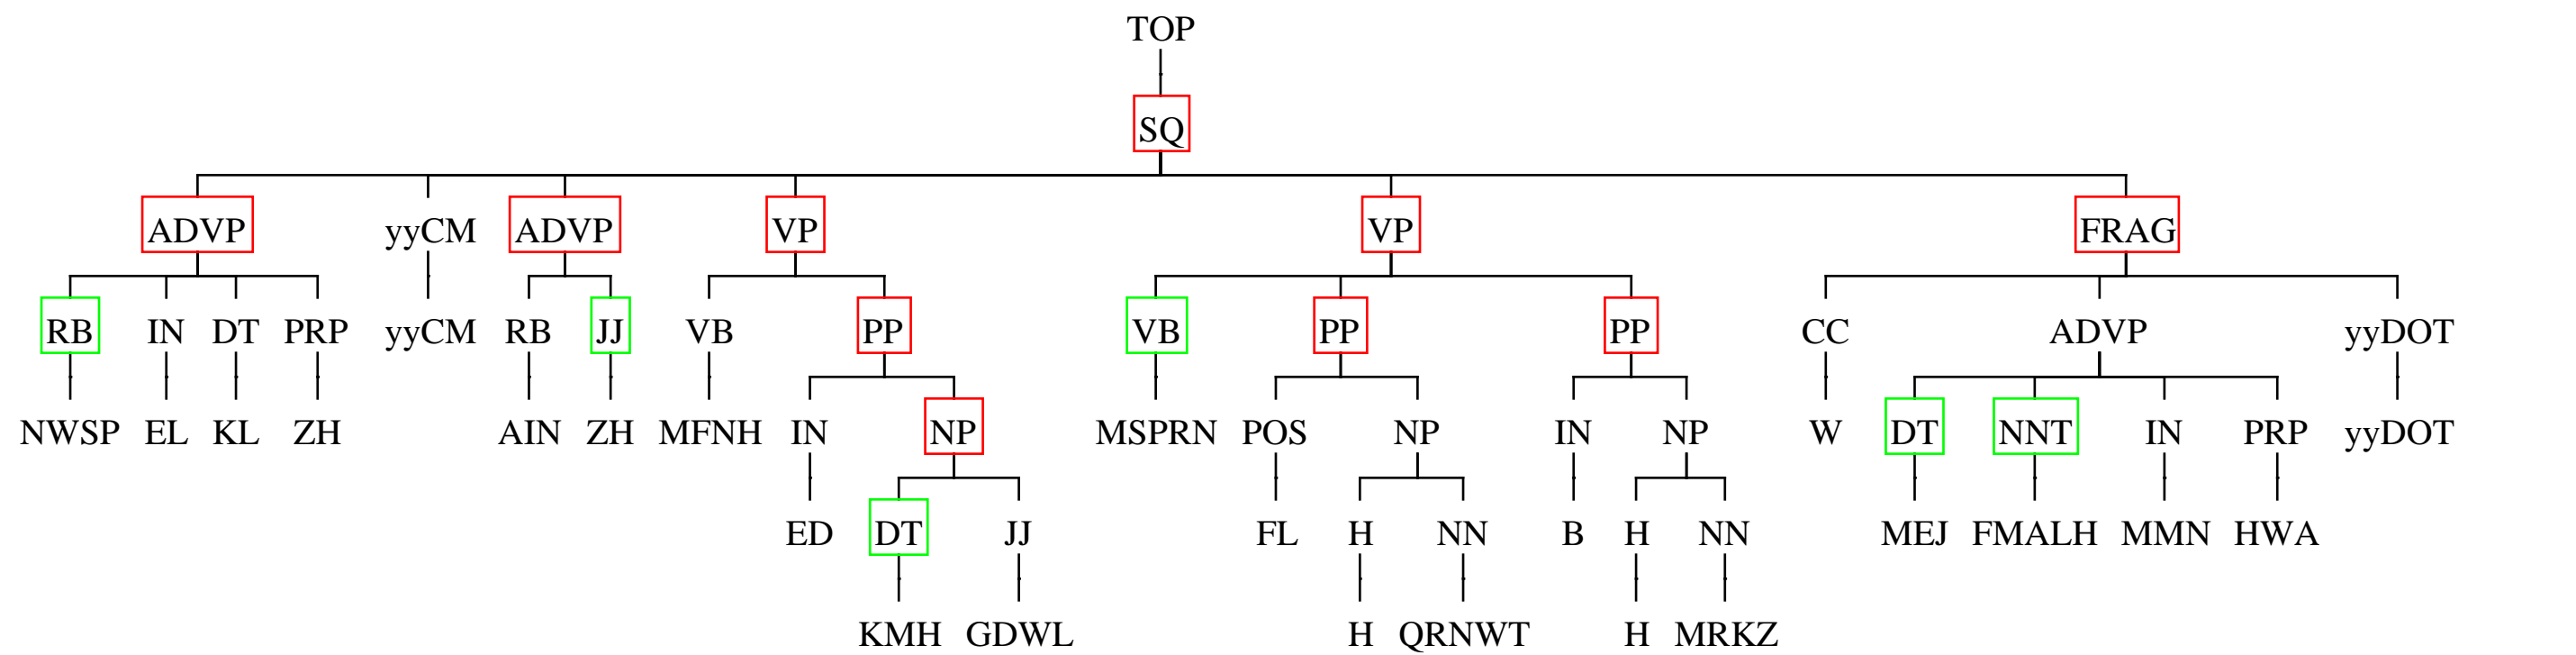 TOP
SQ
ADVP yyCM ADVP VP VP FRAG
RB IN DT PRP yyCM RB JJ VB PP VB PP PP CC ADVP yyDOT
NWSP EL KL ZH AIN ZH MFNH IN NP MSPRN POS NP IN NP W DT NNT IN PRP yyDOT
ED DT JJ FL H NN B H NN MEJ FMALH MMN HWA
KMH GDWL H QRNWT H MRKZ